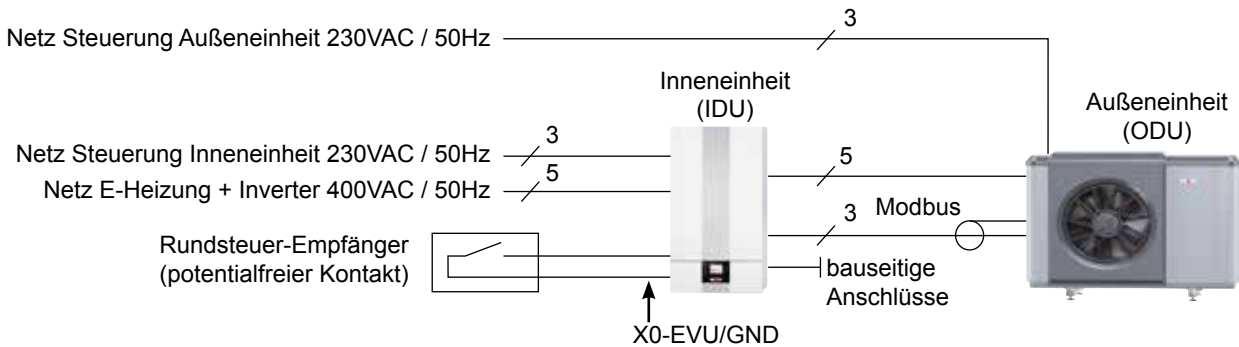 3
Netz Steuerung Außeneinheit 230VAC / 50Hz
Inneneinheit
(IDU)
Außeneinheit
(ODU)
3
Netz Steuerung Inneneinheit 230VAC / 50Hz
5
Netz E-Heizung + Inverter 400VAC / 50Hz
5
3
Modbus
Rundsteuer-Empfänger
(potentialfreier Kontakt)
bauseitige
Anschlüsse
X0-EVU/GND